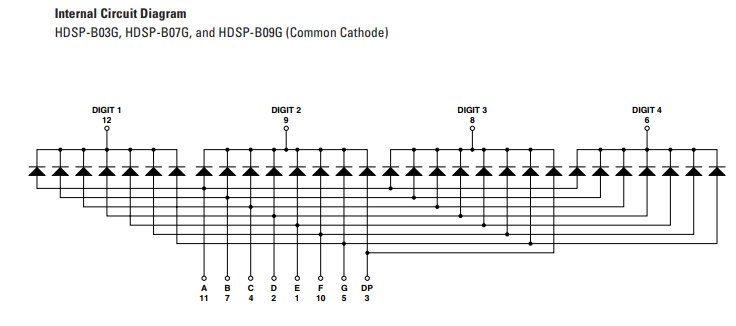 Internal Circuit Diagram
HDSP-B03G, HDSP-B07G, and HDSP-B09G (Common Cathode)
DIGIT 1 DIGIT 2 DIGIT 3 DIGIT 4
12 9 8 6
A B C D E F G DP
11 7 4 2 1 10 5 3